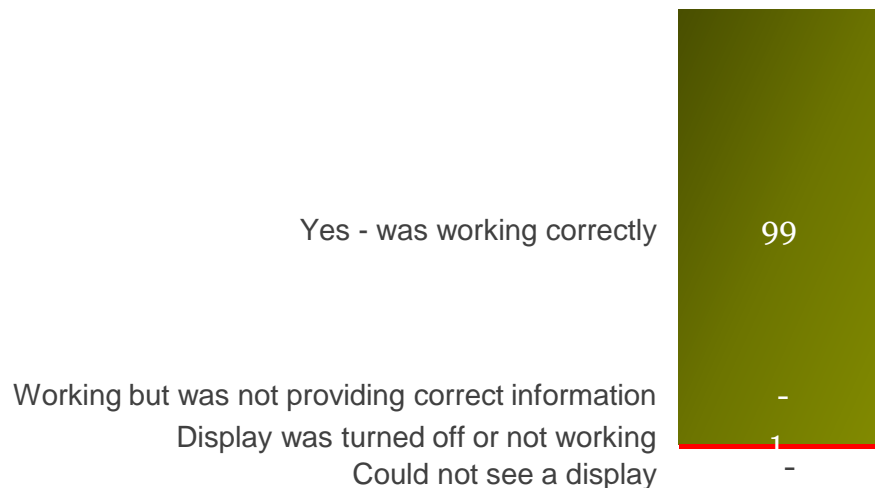 Yes - was working correctly 99
Working but was not providing correct information -
Display was turned off or not working 1
Could not see a display -